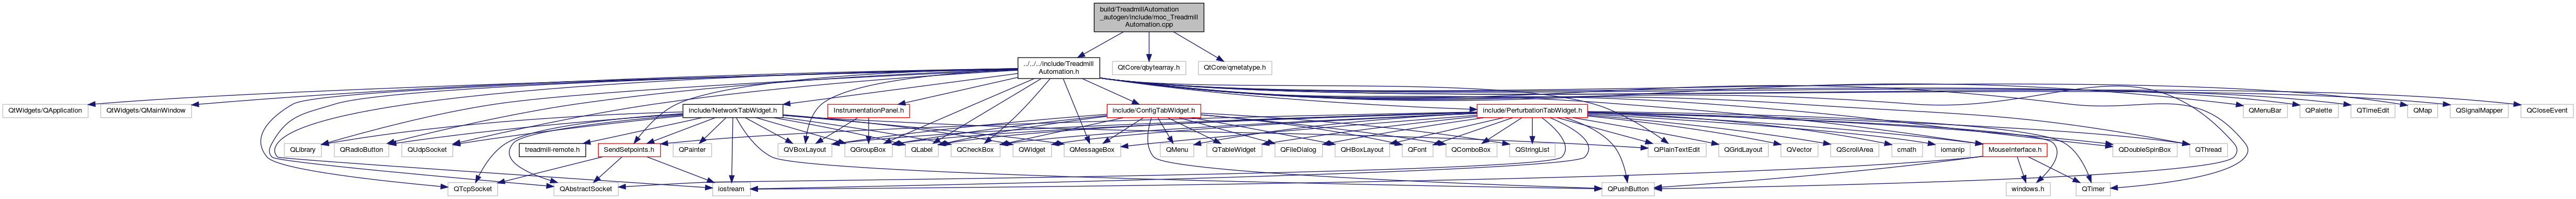 build/TreadmillAutomation
_autogen/include/moc_Treadmill
Automation.cpp
../../../include/Treadmill
Automation.h
QtCore/qbytearray.h
QtCore/qmetatype.h
QtWidgets/QApplication
QtWidgets/QMainWindow
include/NetworkTabWidget.h
InstrumentationPanel.h
include/ConfigTabWidget.h
include/PerturbationTabWidget.h
QMenuBar
QPalette
QTimeEdit
QMap
QSignalMapper
QCloseEvent
QLibrary
QRadioButton
QUdpSocket
treadmill-remote.h
SendSetpoints.h
QPainter
QVBoxLayout
QGroupBox
QLabel
QCheckBox
QWidget
QMessageBox
QMenu
QTableWidget
QFileDialog
QHBoxLayout
QFont
QComboBox
QStringList
QPlainTextEdit
QGridLayout
QVector
QScrollArea
cmath
iomanip
MouseInterface.h
QDoubleSpinBox
QThread
QTcpSocket
QAbstractSocket
iostream
QPushButton
windows.h
QTimer